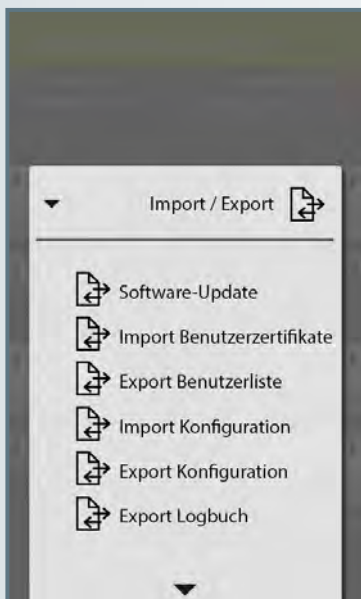 Import / Export
Software-Update
Import Benutzerzertifikate
Export Benutzerliste
Import Konfiguration
Export Konfiguration
Export Logbuch